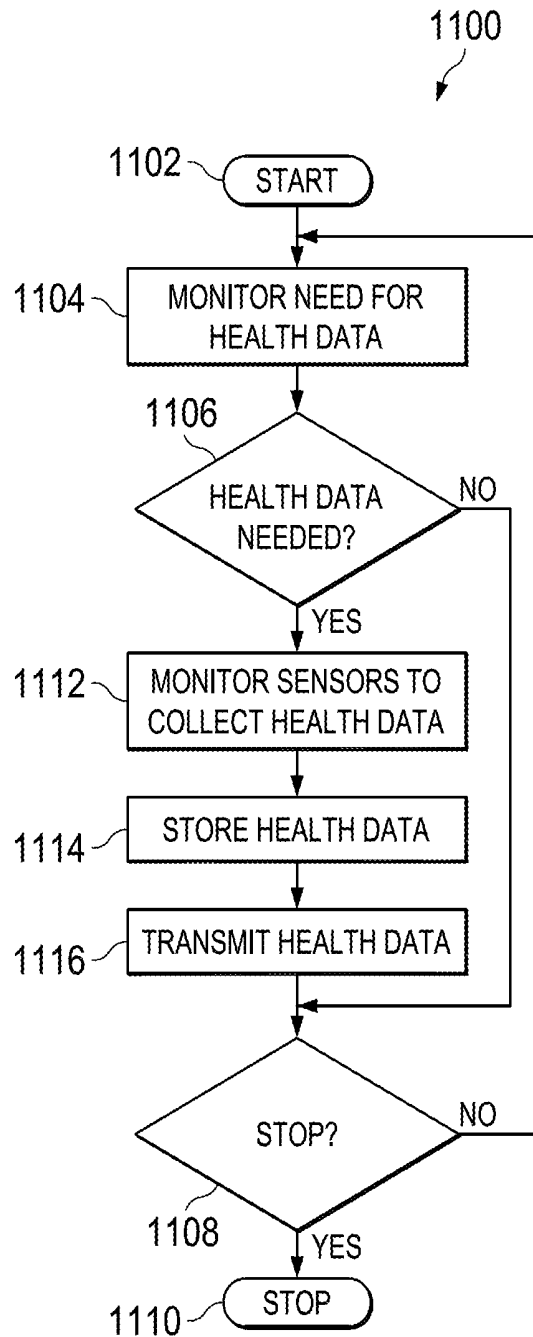 1100
1102
START
1104
MONITOR NEED FOR
HEALTH DATA
1106
HEALTH DATA
NEEDED?
NO
YES
1112
MONITOR SENSORS TO
COLLECT HEALTH DATA
1114
STORE HEALTH DATA
1116
TRANSMIT HEALTH DATA
STOP?
NO
1108
YES
1110
STOP